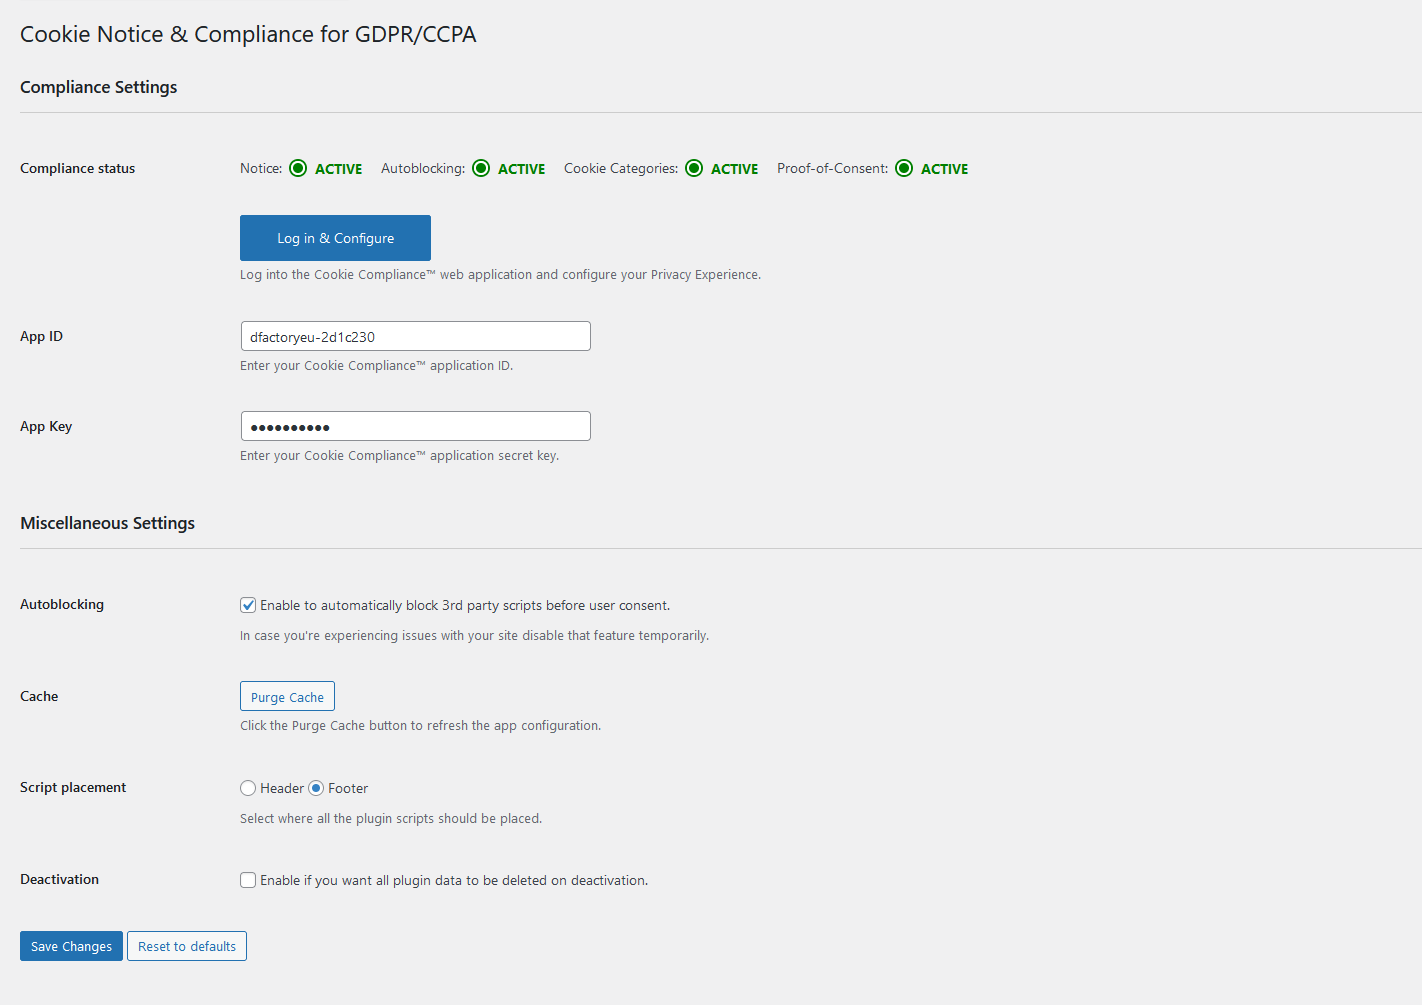 Cookie Notice & Compliance for GDPR/CCPA
Compliance Settings
Compliance status Notice: ACTIVE Autoblocking: ACTIVE Cookie Categories: ACTIVE Proof-of-Consent: ACTIVE
Log in & Configure
Log into the Cookie Compliance™ web application and configure your Privacy Experience.
App ID dfactoryeu-2d1c230
Enter your Cookie Compliance™ application ID.
App Key ●●●●●●●●●●
Enter your Cookie Compliance™ application secret key.
Miscellaneous Settings
Autoblocking Enable to automatically block 3rd party scripts before user consent.
In case you're experiencing issues with your site disable that feature temporarily.
Cache Purge Cache
Click the Purge Cache button to refresh the app configuration.
Script placement Header Footer
Select where all the plugin scripts should be placed.
Deactivation Enable if you want all plugin data to be deleted on deactivation.
Save Changes Reset to defaults